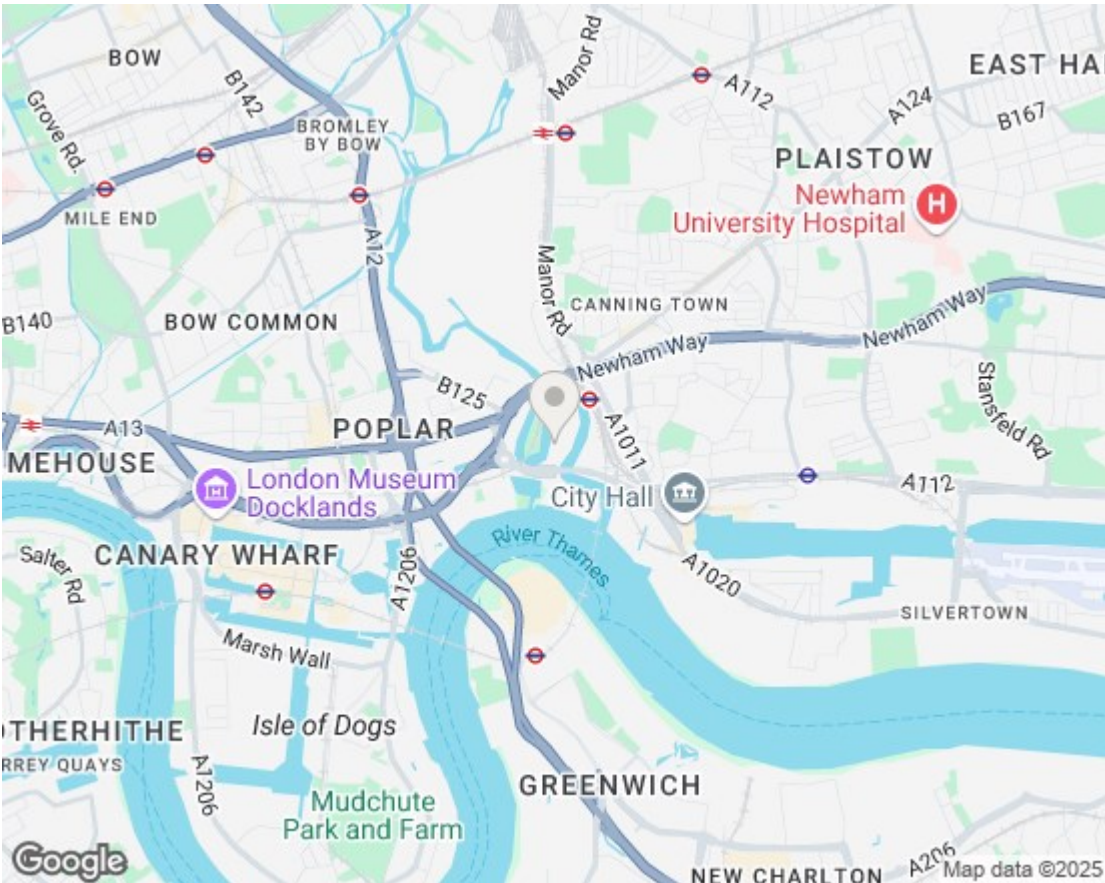 BOW
B142
Grove Rd.
BROMLEY
BY BOW
MILE END
A12
Manor Rd
A112
A124
EAST HA
B167
PLAISTOW
Newham
University Hospital
H
Manor Rd
CANNING TOWN
Newham Way
Newham Way
B140
BOW COMMON
B125
POPLAR
A13
MEHOUSE
London Museum
Docklands
A1011
City Hall
Stansfeld Rd
A112
CANARY WHARF
Salter Rd
A1206
River Thames
A1020
SILVERTOWN
Marsh Wall
Isle of Dogs
OTHERHITHE
RREY QUAYS
A1206
GREENWICH
Mudchute
Park and Farm
NEW CHARLTON
A206
Google
Map data ©2025